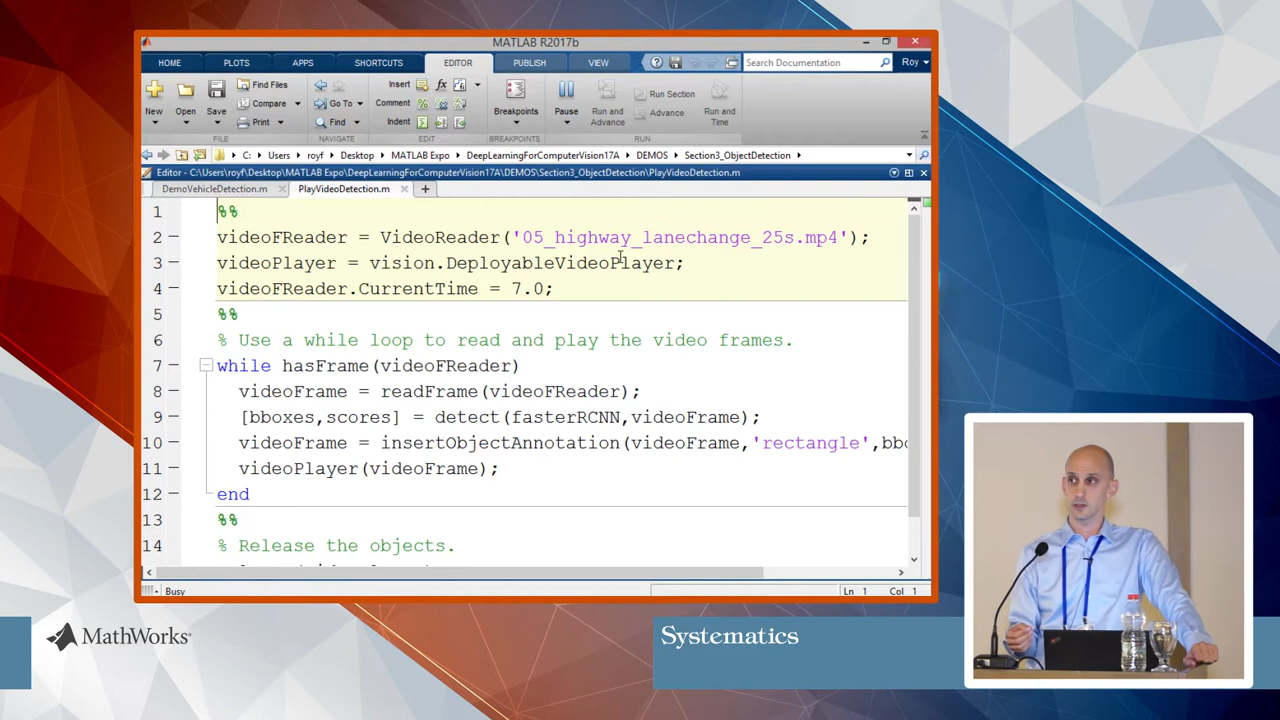 MATLAB R2017b
HOME PLOTS APPS SHORTCUTS EDITOR PUBLISH VIEW Search Documentation Roy
New Open Save Find Files Compare Print Go To Find Insert fx Comment Indent Breakpoints Pause Run and Advance Run Section Advance Run and Time
FILE NAVIGATE EDIT BREAKPOINTS RUN
C: Users royf Desktop MATLAB Expo DeepLearningForComputerVision17A DEMOS Section3_ObjectDetection
Editor - C:\Users\royf\Desktop\MATLAB Expo\DeepLearningForComputerVision17A\DEMOS\Section3_ObjectDetection\PlayVideoDetection.m
DemoVehicleDetection.m PlayVideoDetection.m
1 %%
2 videoFReader = VideoReader('05_highway_lanechange_25s.mp4');
3 videoPlayer = vision.DeployableVideoPlayer;
4 videoFReader.CurrentTime = 7.0;
5 %%
6 % Use a while loop to read and play the video frames.
7 while hasFrame(videoFReader)
8 videoFrame = readFrame(videoFReader);
9 [bboxes,scores] = detect(fasterRCNN,videoFrame);
10 videoFrame = insertObjectAnnotation(videoFrame,'rectangle',bbo
11 videoPlayer(videoFrame);
12 end
13 %%
14 % Release the objects.
Busy Ln 1 Col 1
MathWorks®
Systematics